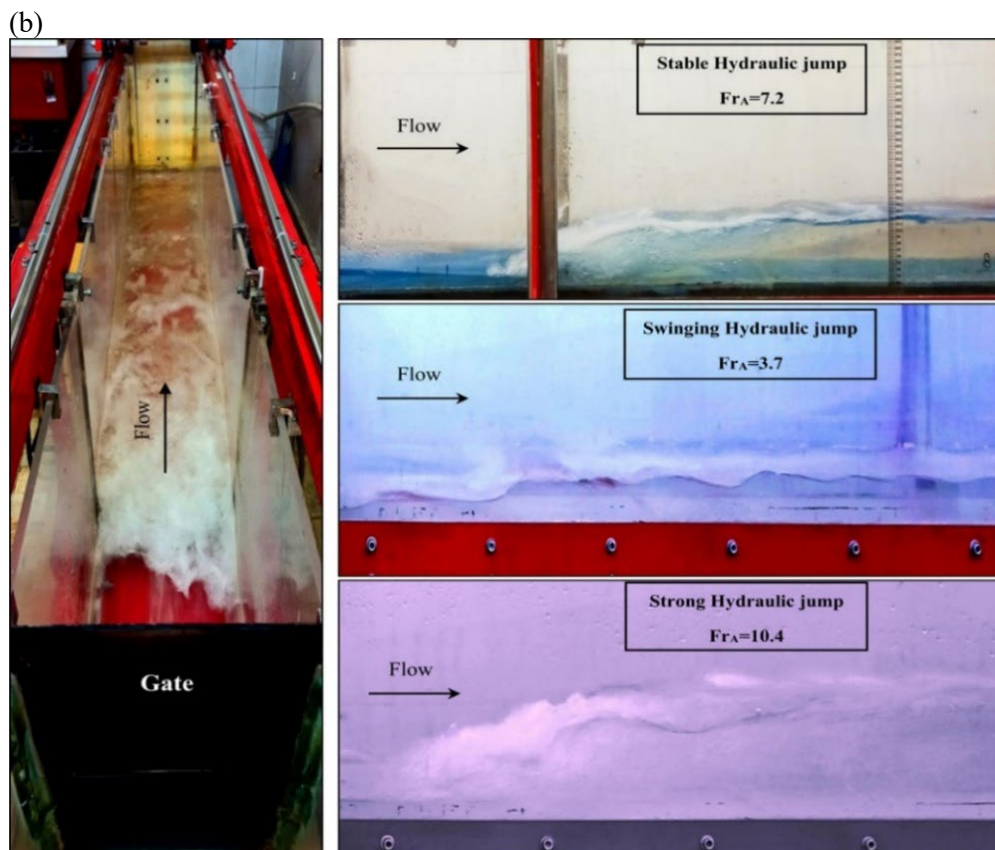 (b)
Flow
Gate
Stable Hydraulic jump
FrA=7.2
Flow
Swinging Hydraulic jump
FrA=3.7
Flow
Strong Hydraulic jump
FrA=10.4
Flow